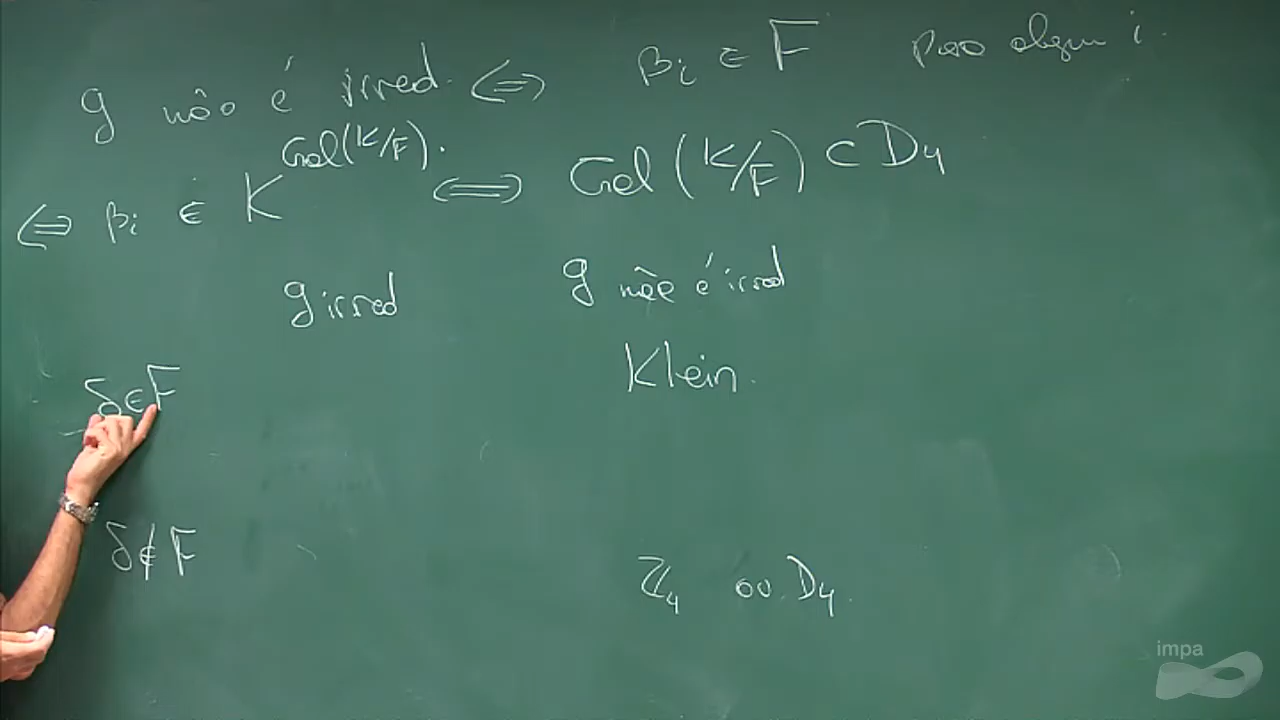 g não é irred. ⟺ βi ∈ F para algum i.
⟺ βi ∈ K^Gal(K/F). ⟺ Gal(K/F) ⊂ D4
g irred g não é irred
Klein.
δ ∈ F
δ ∉ F ℤ4 ou D4.
impa